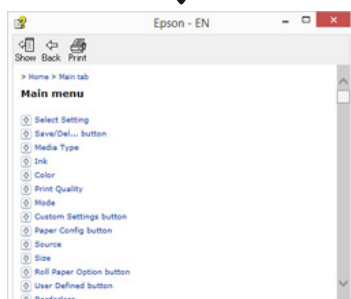 Epson - EN
Show Back Print
> Home > Main tab
Main menu
Select Setting
Save/Del... button
Media Type
Ink
Color
Print Quality
Mode
Custom Settings button
Paper Config button
Source
Size
Roll Paper Option button
User Defined button
Borderless